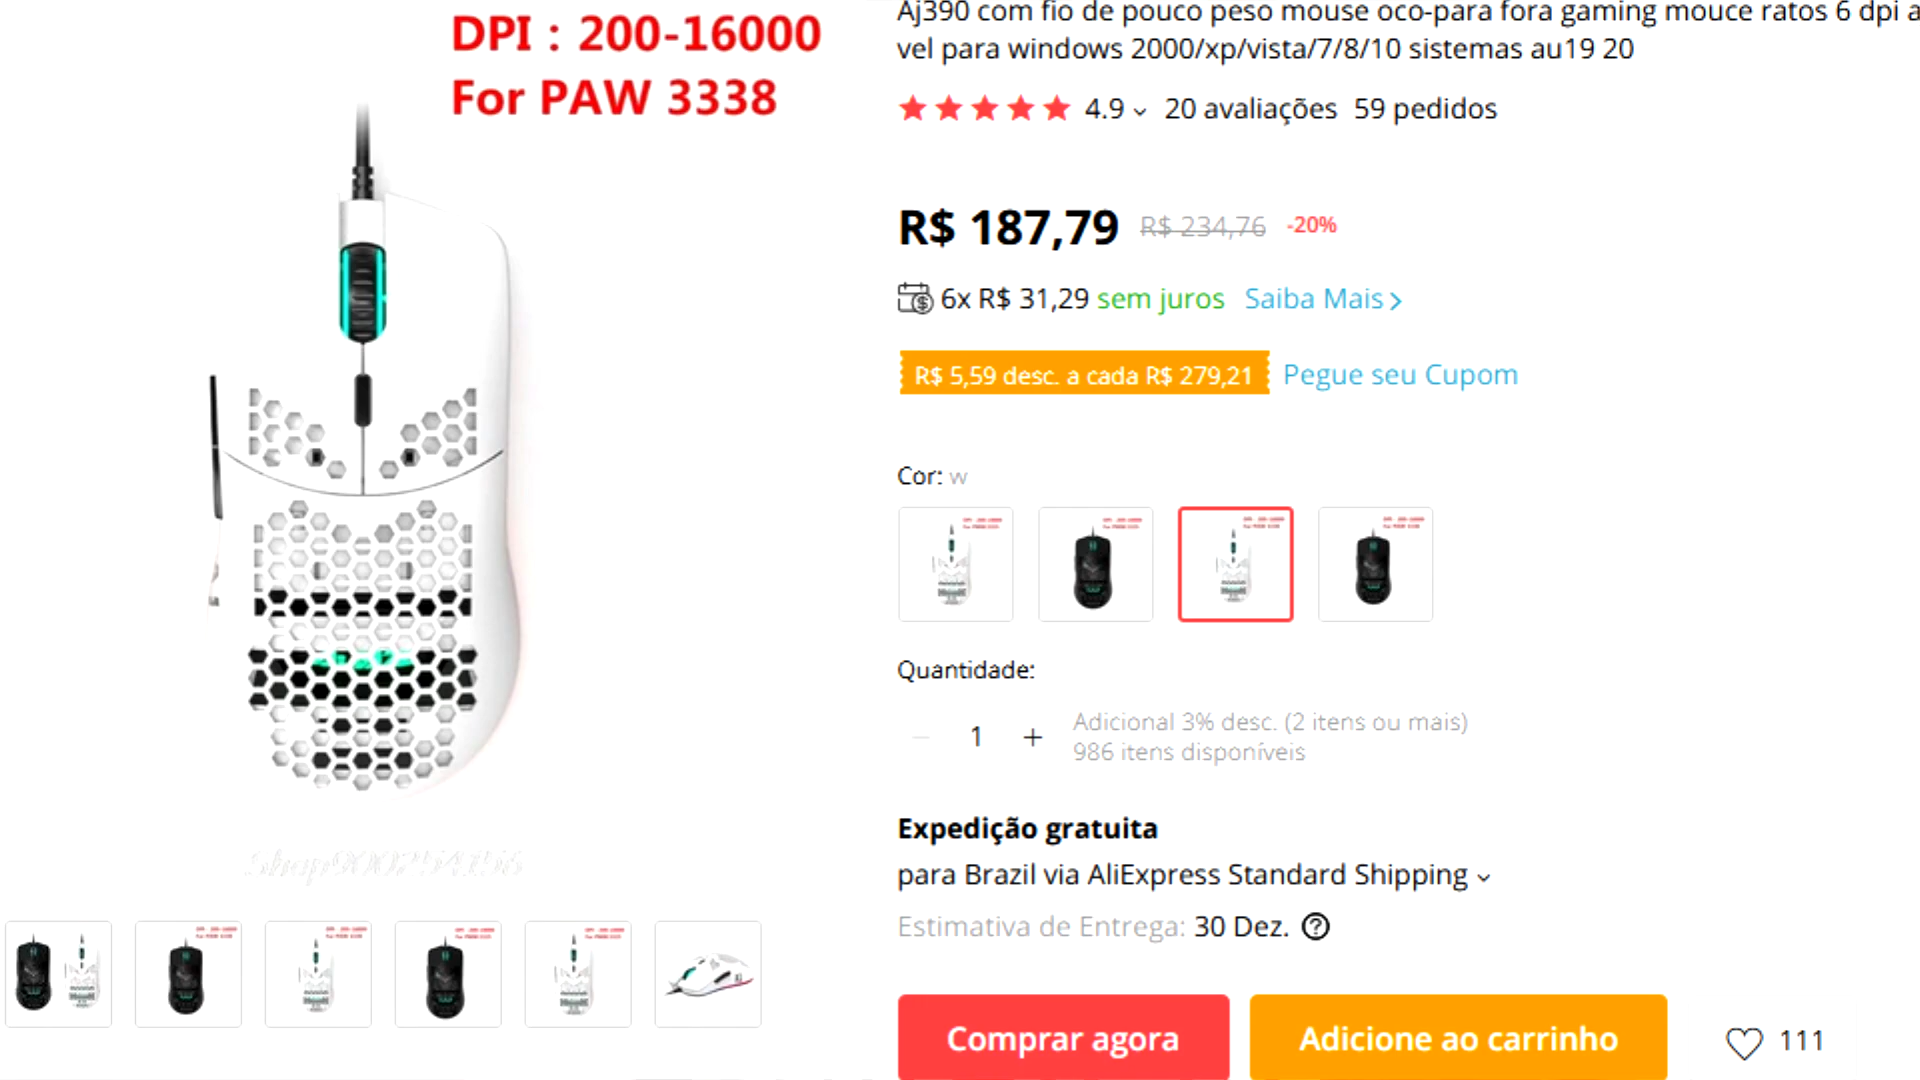 DPI : 200-16000
For PAW 3338
Aj390 com fio de pouco peso mouse oco-para fora gaming mouce ratos 6 dpi a
vel para windows 2000/xp/vista/7/8/10 sistemas au19 20
4.9 20 avaliações 59 pedidos
R$ 187,79 R$ 234,76 -20%
6x R$ 31,29 sem juros Saiba Mais
R$ 5,59 desc. a cada R$ 279,21 Pegue seu Cupom
Cor: w
Quantidade:
1
Adicional 3% desc. (2 itens ou mais)
986 itens disponíveis
Expedição gratuita
para Brazil via AliExpress Standard Shipping
Estimativa de Entrega: 30 Dez.
Comprar agora
Adicione ao carrinho
111